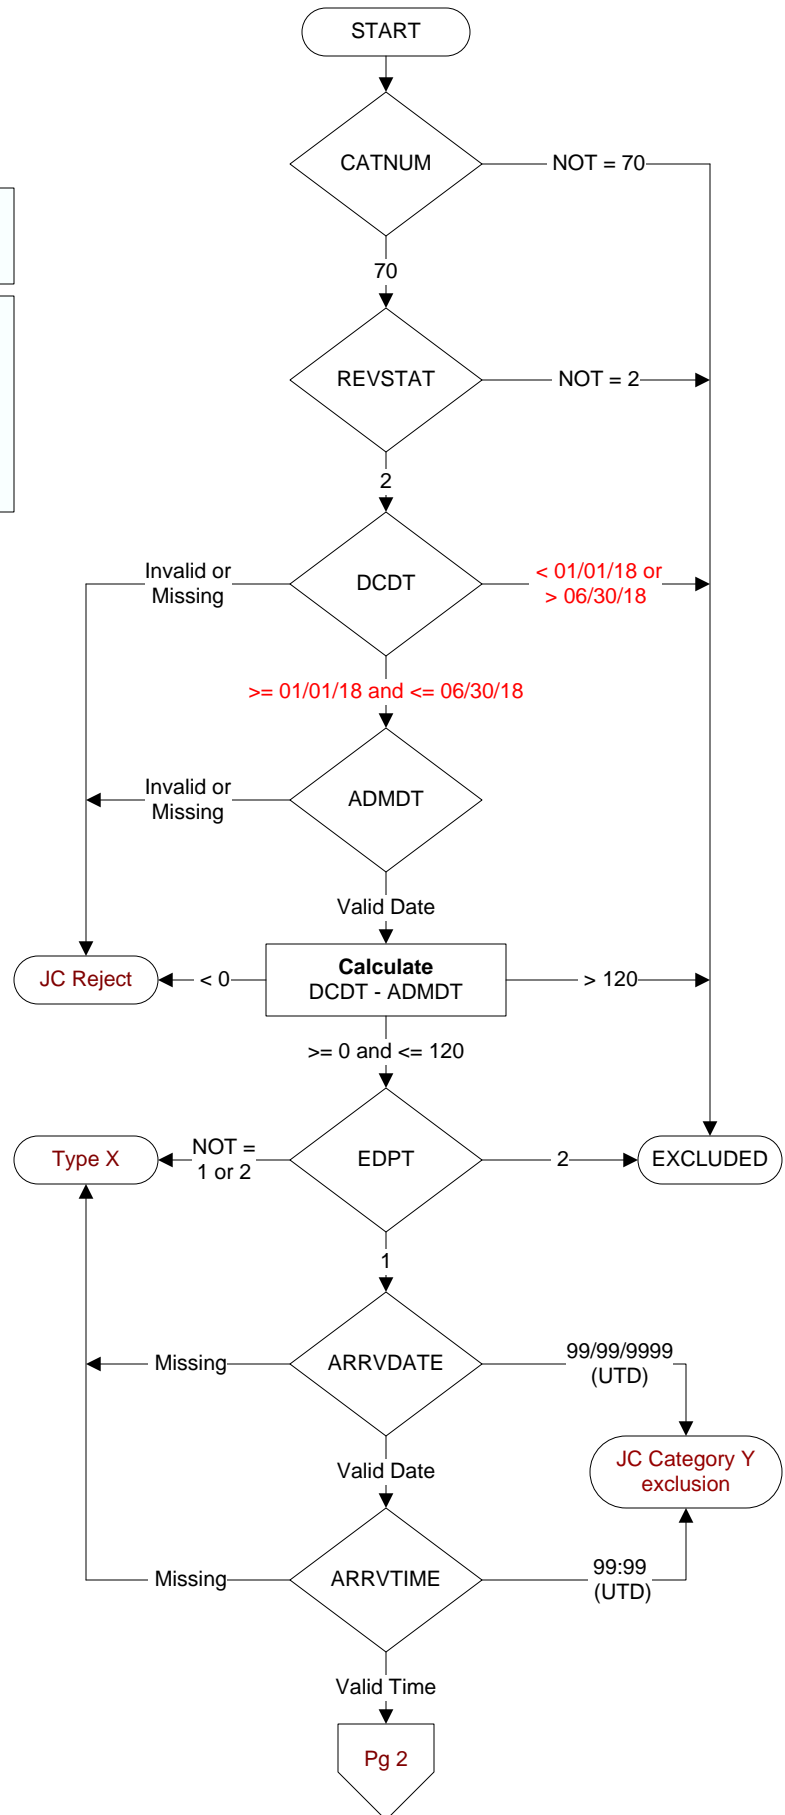 START
CATNUM
NOT = 70
70
REVSTAT
NOT = 2
2
Invalid or
Missing
DCDT
< 01/01/18 or
> 06/30/18
>= 01/01/18 and <= 06/30/18
Invalid or
Missing
ADMDT
Valid Date
JC Reject
< 0
Calculate
DCDT - ADMDT
> 120
>= 0 and <= 120
Type X
NOT =
1 or 2
EDPT
2
EXCLUDED
1
Missing
ARRVDATE
99/99/9999
(UTD)
Valid Date
JC Category Y
exclusion
Missing
ARRVTIME
99:99
(UTD)
Valid Time
Pg 2